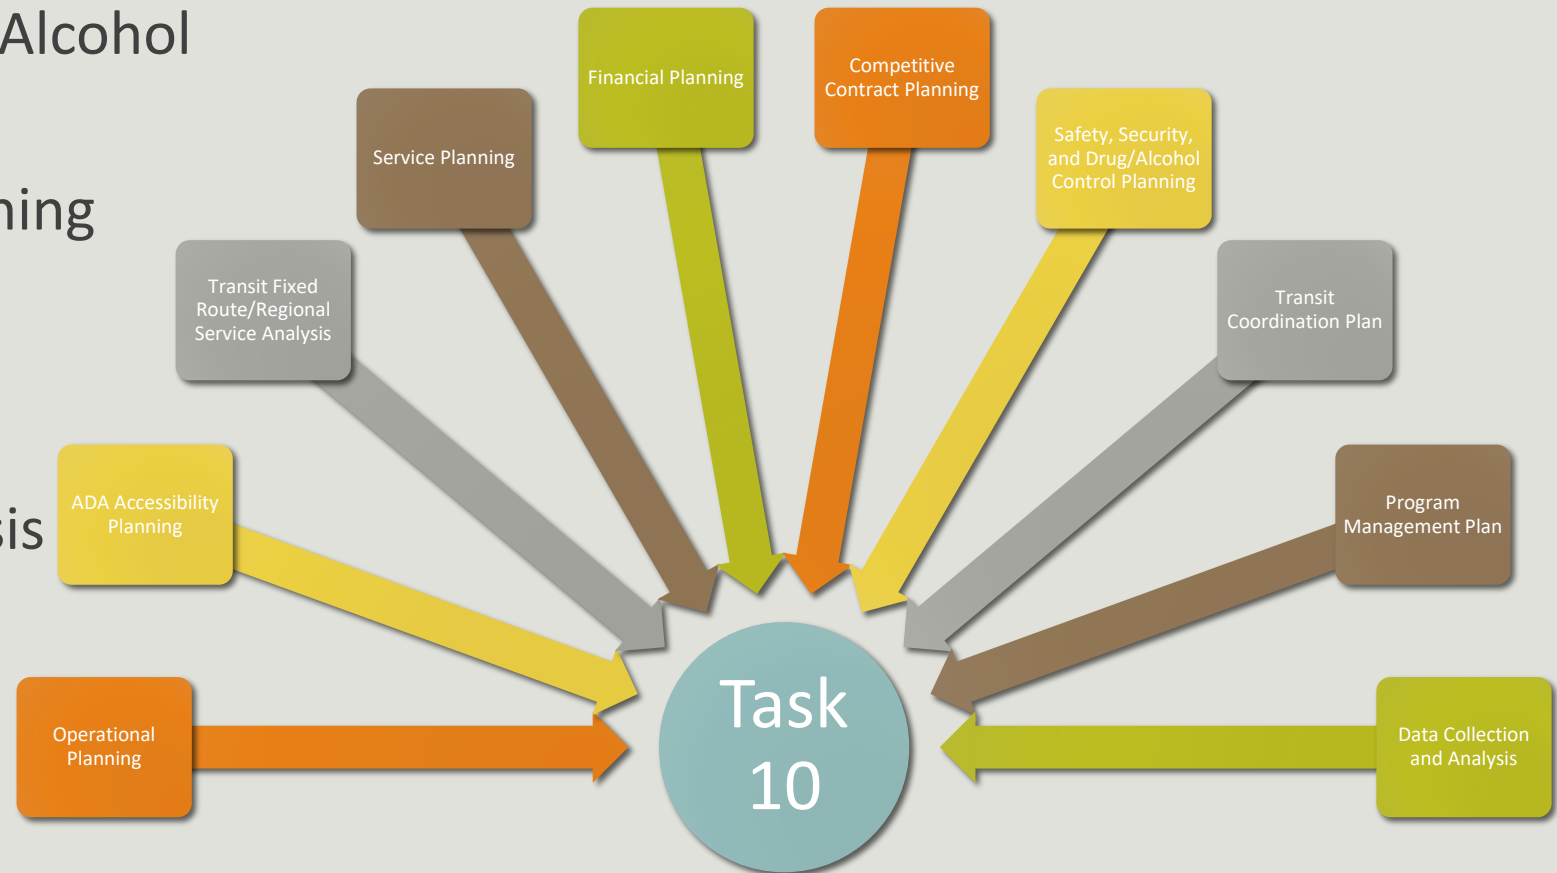 Alcohol
ning
sis
Financial Planning
Competitive
Contract Planning
Service Planning
Safety, Security,
and Drug/Alcohol
Control Planning
Transit Fixed
Route/Regional
Service Analysis
Transit
Coordination Plan
ADA Accessibility
Planning
Program
Management Plan
Operational
Planning
Task
10
Data Collection
and Analysis